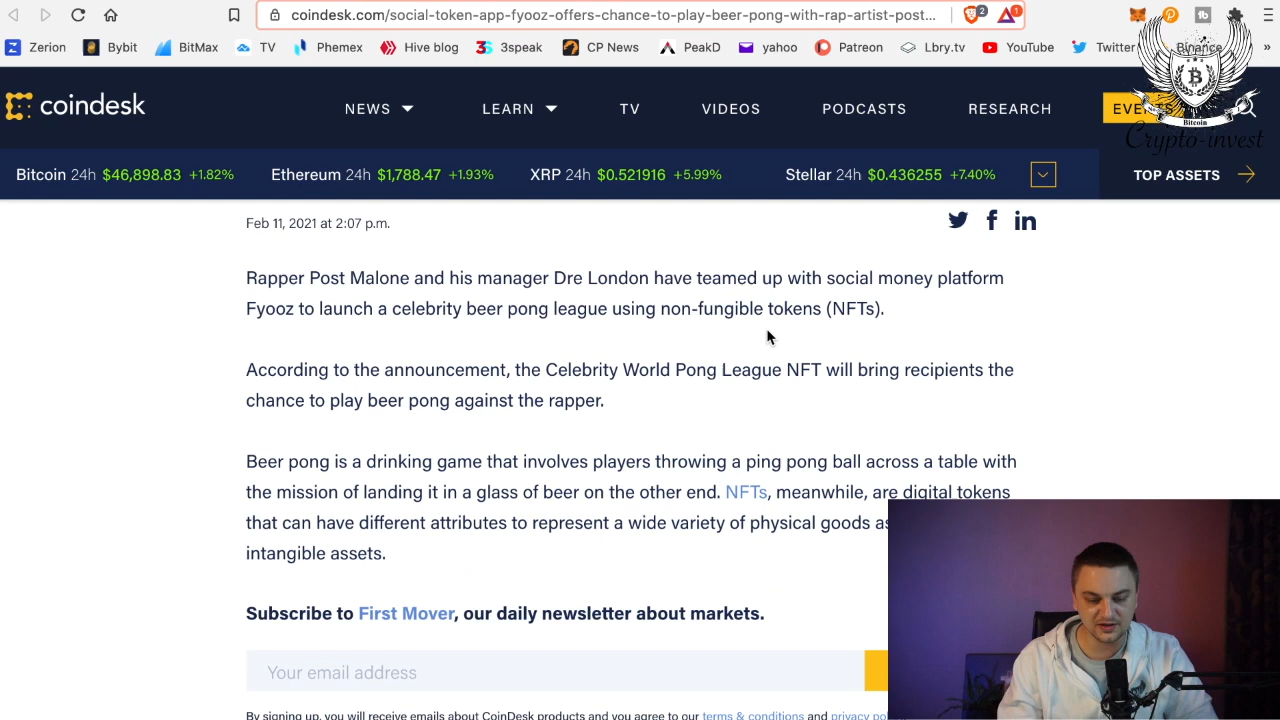 coindesk.com/social-token-app-fyooz-offers-chance-to-play-beer-pong-with-rap-artist-post... 2 1
Zerion Bybit BitMax TV Phemex Hive blog 3speak CP News PeakD yahoo Patreon Lbry.tv YouTube Twitter Binance »
coindesk NEWS LEARN TV VIDEOS PODCASTS RESEARCH
Bitcoin
Crypto-invest
Bitcoin 24h $46,898.83 +1.82% Ethereum 24h $1,788.47 +1.93% XRP 24h $0.521916 +5.99% Stellar 24h $0.436255 +7.40% TOP ASSETS
Feb 11, 2021 at 2:07 p.m.
Rapper Post Malone and his manager Dre London have teamed up with social money platform
Fyooz to launch a celebrity beer pong league using non-fungible tokens (NFTs).
According to the announcement, the Celebrity World Pong League NFT will bring recipients the
chance to play beer pong against the rapper.
Beer pong is a drinking game that involves players throwing a ping pong ball across a table with
the mission of landing it in a glass of beer on the other end. NFTs, meanwhile, are digital tokens
that can have different attributes to represent a wide variety of physical goods
intangible assets.
Subscribe to First Mover, our daily newsletter about markets.
Your email address
By signing up, you will receive emails about CoinDesk products and you agree to our terms & conditions and privacy